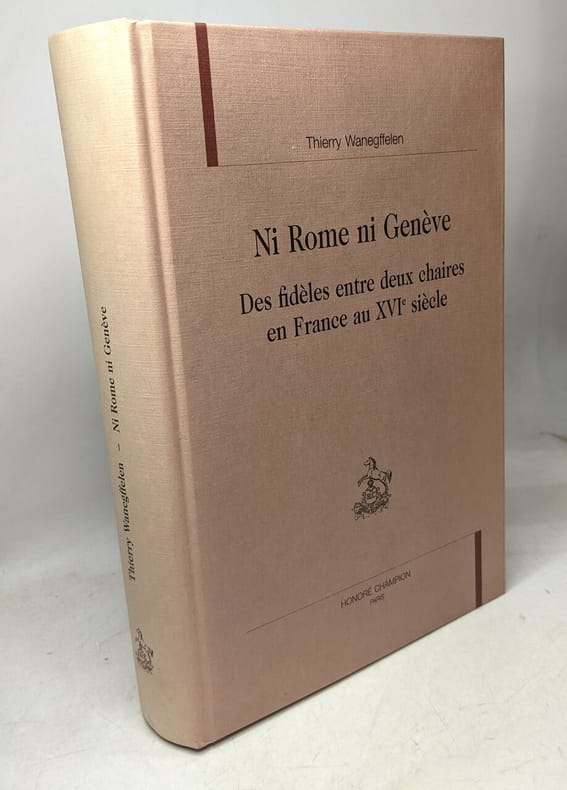 Thierry Wanegffelen
Ni Rome ni Genève
Des fidèles entre deux chaires
en France au XVIe siècle
HONORÉ CHAMPION
PARIS
Thierry Wanegffelen - Ni Rome ni Genève